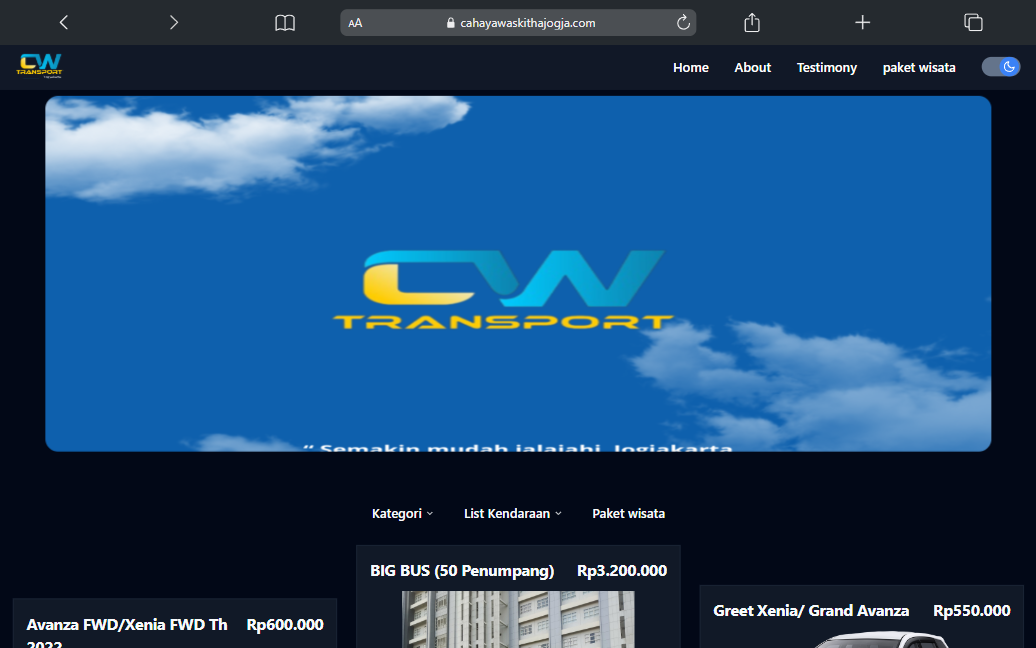 AA cahayawaskithajogja.com
CW
TRANSPORT
Home About Testimony paket wisata
CW
TRANSPORT
“ Semakin mudah jalajahi Jogjakarta
Kategori List Kendaraan Paket wisata
BIG BUS (50 Penumpang) Rp3.200.000
Greet Xenia/ Grand Avanza Rp550.000
Avanza FWD/Xenia FWD Th Rp600.000
2022